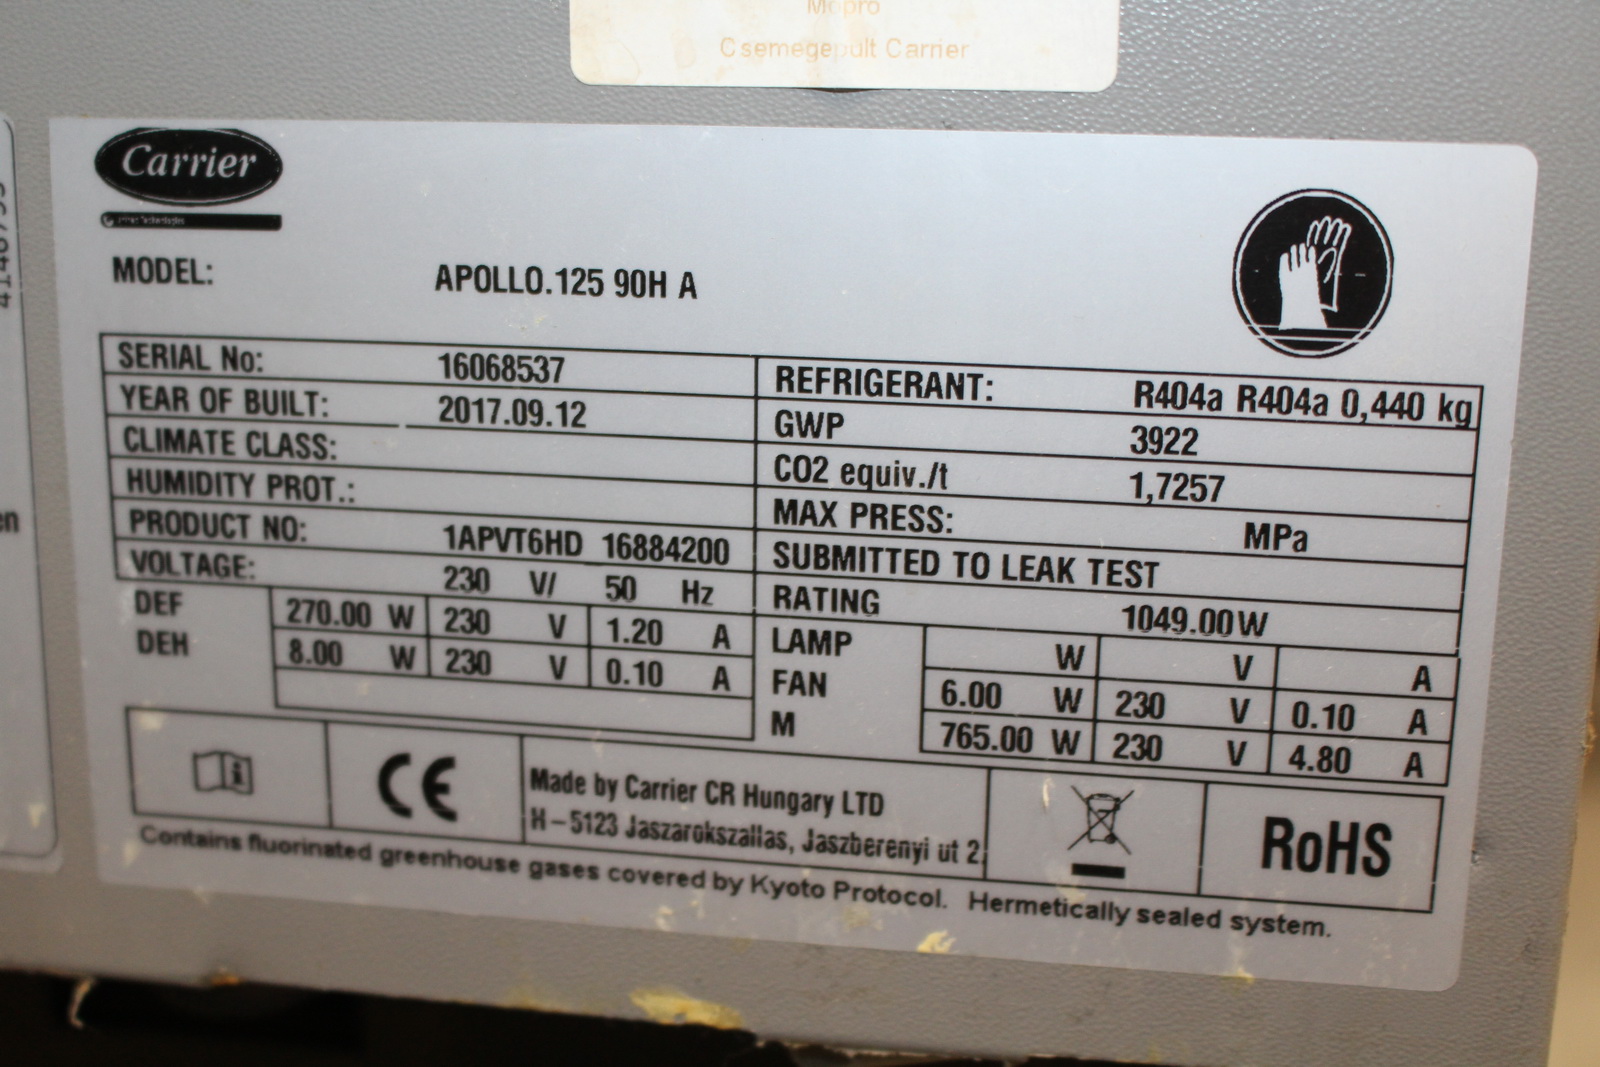 Mopro
Csemegepult Carrier
Carrier
MODEL: APOLLO.125 90H A
SERIAL No: 16068537
YEAR OF BUILT: 2017.09.12
CLIMATE CLASS:
HUMIDITY PROT.:
PRODUCT NO: 1APVT6HD 16884200
VOLTAGE: 230 V/ 50 Hz
DEF 270.00 W 230 V 1.20 A
DEH 8.00 W 230 V 0.10 A
REFRIGERANT: R404a R404a 0,440 kg
GWP 3922
CO2 equiv./t 1,7257
MAX PRESS: MPa
SUBMITTED TO LEAK TEST
RATING 1049.00W
LAMP W V A
FAN 6.00 W 230 V 0.10 A
M 765.00 W 230 V 4.80 A
CE
Made by Carrier CR Hungary LTD
H-5123 Jaszarokszallas, Jaszberenyi ut 2
RoHS
Contains fluorinated greenhouse gases covered by Kyoto Protocol. Hermetically sealed system.
en